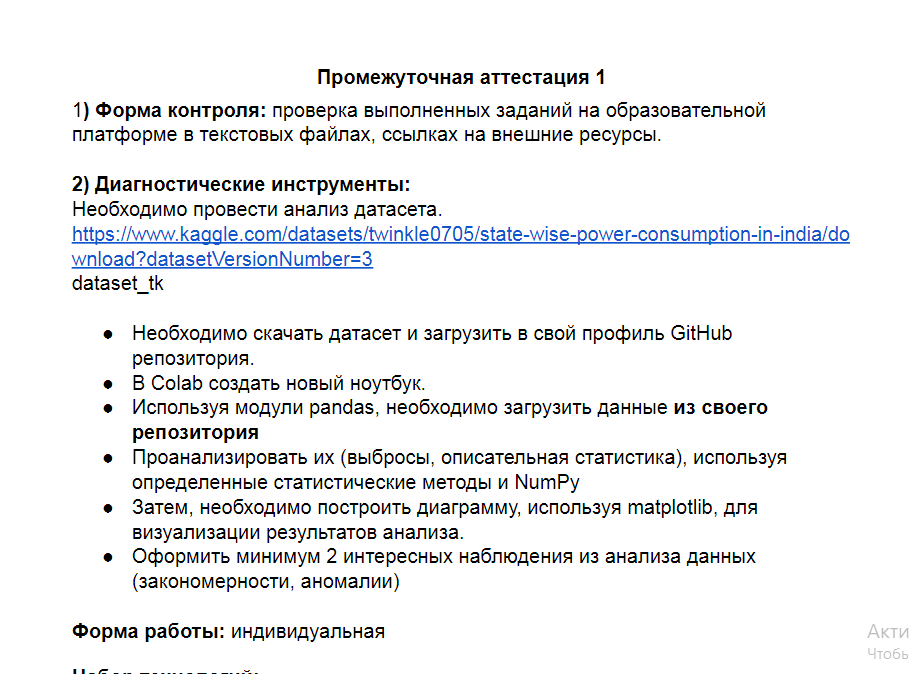 Промежуточная аттестация 1
1) Форма контроля: проверка выполненных заданий на образовательной
платформе в текстовых файлах, ссылках на внешние ресурсы.
2) Диагностические инструменты:
Необходимо провести анализ датасета.
https://www.kaggle.com/datasets/twinkle0705/state-wise-power-consumption-in-india/do
wnload?datasetVersionNumber=3
dataset_tk
● Необходимо скачать датасет и загрузить в свой профиль GitHub
репозитория.
● В Colab создать новый ноутбук.
● Используя модули pandas, необходимо загрузить данные из своего
репозитория
● Проанализировать их (выбросы, описательная статистика), используя
определенные статистические методы и NumPy
● Затем, необходимо построить диаграмму, используя matplotlib, для
визуализации результатов анализа.
● Оформить минимум 2 интересных наблюдения из анализа данных
(закономерности, аномалии)
Форма работы: индивидуальная
Акти
Чтобы